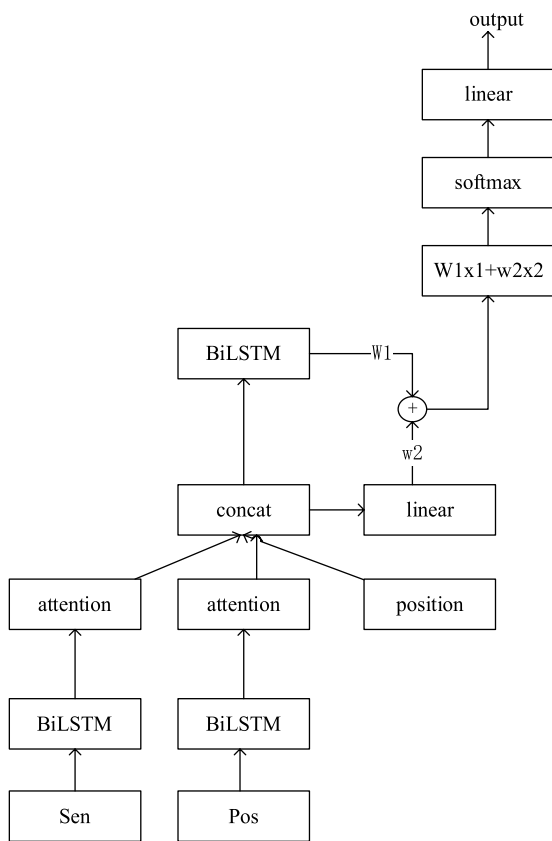 output
linear
softmax
W1x1+w2x2
BiLSTM
W1
+
w2
concat
linear
attention
attention
position
BiLSTM
BiLSTM
Sen
Pos